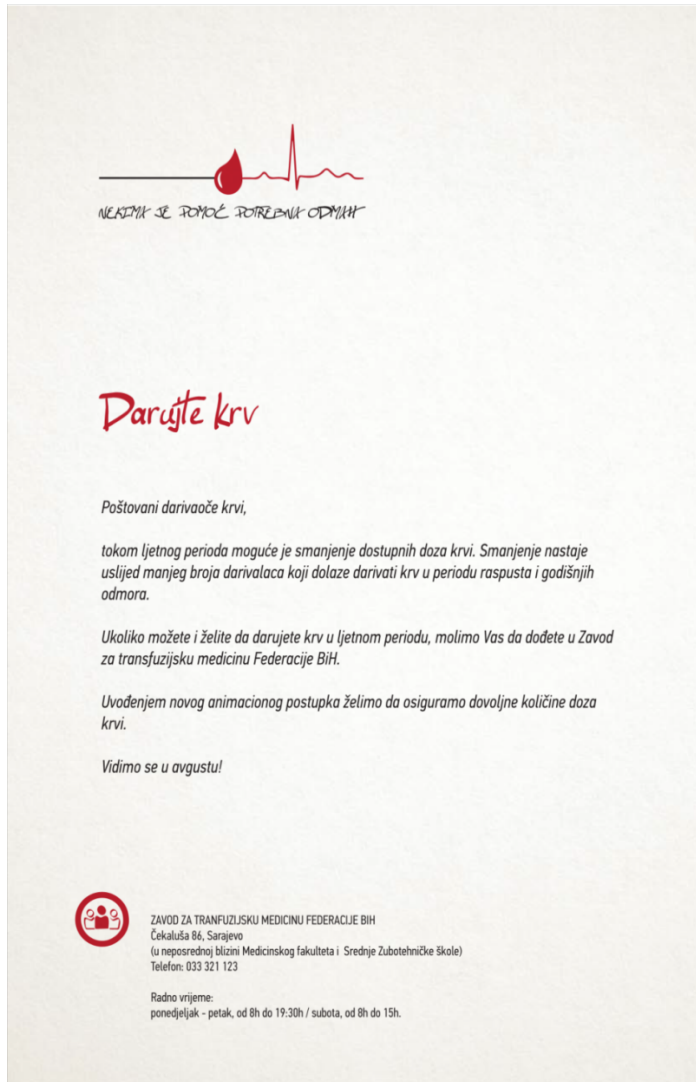 NEKIMA JE POMOĆ POTREBNA ODMAH
Darujte krv
Poštovani darivaoče krvi,
tokom ljetnog perioda moguće je smanjenje dostupnih doza krvi. Smanjenje nastaje
uslijed manjeg broja darivalaca koji dolaze darivati krv u periodu raspusta i godišnjih
odmora.
Ukoliko možete i želite da darujete krv u ljetnom periodu, molimo Vas da dođete u Zavod
za transfuzijsku medicinu Federacije BiH.
Uvođenjem novog animacionog postupka želimo da osiguramo dovoljne količine doza
krvi.
Vidimo se u avgustu!
ZAVOD ZA TRANFUZIJSKU MEDICINU FEDERACIJE BIH
Čekaluša 86, Sarajevo
(u neposrednoj blizini Medicinskog fakulteta i Srednje Zubotehničke škole)
Telefon: 033 321 123
Radno vrijeme:
ponedjeljak - petak, od 8h do 19:30h / subota, od 8h do 15h.